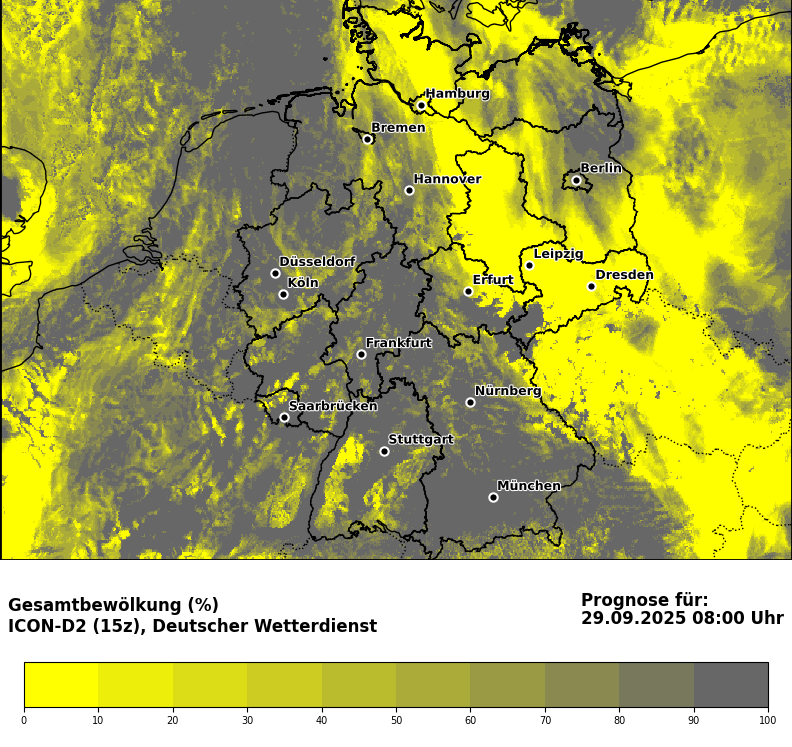 Hamburg
Bremen
Berlin
Hannover
Leipzig
Düsseldorf
Dresden
Köln
Erfurt
Frankfurt
Nürnberg
Saarbrücken
Stuttgart
München
Gesamtbewölkung (%)
ICON-D2 (15z), Deutscher Wetterdienst
Prognose für:
29.09.2025 08:00 Uhr
0 10 20 30 40 50 60 70 80 90 100